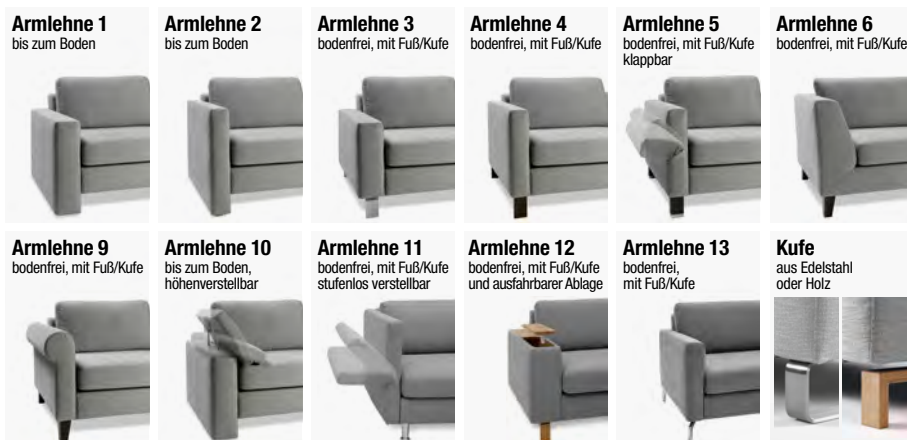 Armlehne 1
bis zum Boden
Armlehne 2
bis zum Boden
Armlehne 3
bodenfrei, mit Fuß/Kufe
Armlehne 4
bodenfrei, mit Fuß/Kufe
Armlehne 5
bodenfrei, mit Fuß/Kufe
klappbar
Armlehne 6
bodenfrei, mit Fuß/Kufe
Armlehne 9
bodenfrei, mit Fuß/Kufe
Armlehne 10
bis zum Boden,
höhenverstellbar
Armlehne 11
bodenfrei, mit Fuß/Kufe
stufenlos verstellbar
Armlehne 12
bodenfrei, mit Fuß/Kufe
und ausfahrbarer Ablage
Armlehne 13
bodenfrei,
mit Fuß/Kufe
Kufe
aus Edelstahl
oder Holz